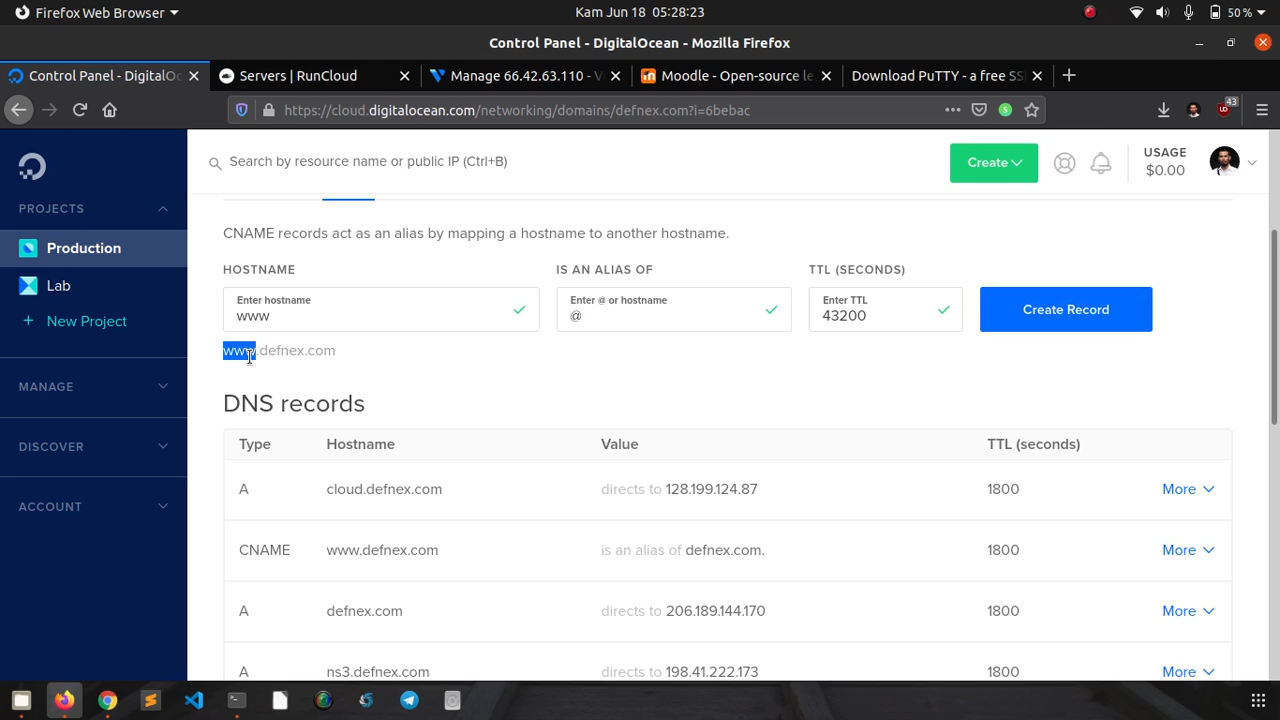 Firefox Web Browser
Kam Jun 18 05:28:23
50 %
Control Panel - DigitalOcean - Mozilla Firefox
Control Panel - DigitalOc
Servers | RunCloud
Manage 66.42.63.110 - V
Moodle - Open-source le
Download PuTTY - a free SS
https://cloud.digitalocean.com/networking/domains/defnex.com?i=6bebac
43
Search by resource name or public IP (Ctrl+B)
Create
USAGE
$0.00
PROJECTS
Production
Lab
+ New Project
MANAGE
DISCOVER
ACCOUNT
CNAME records act as an alias by mapping a hostname to another hostname.
HOSTNAME IS AN ALIAS OF TTL (SECONDS)
Enter hostname Enter @ or hostname Enter TTL
www @ 43200
Create Record
www.defnex.com
DNS records
Type Hostname Value TTL (seconds)
A cloud.defnex.com directs to 128.199.124.87 1800 More
CNAME www.defnex.com is an alias of defnex.com. 1800 More
A defnex.com directs to 206.189.144.170 1800 More
A ns3.defnex.com directs to 198.41.222.173 1800 More